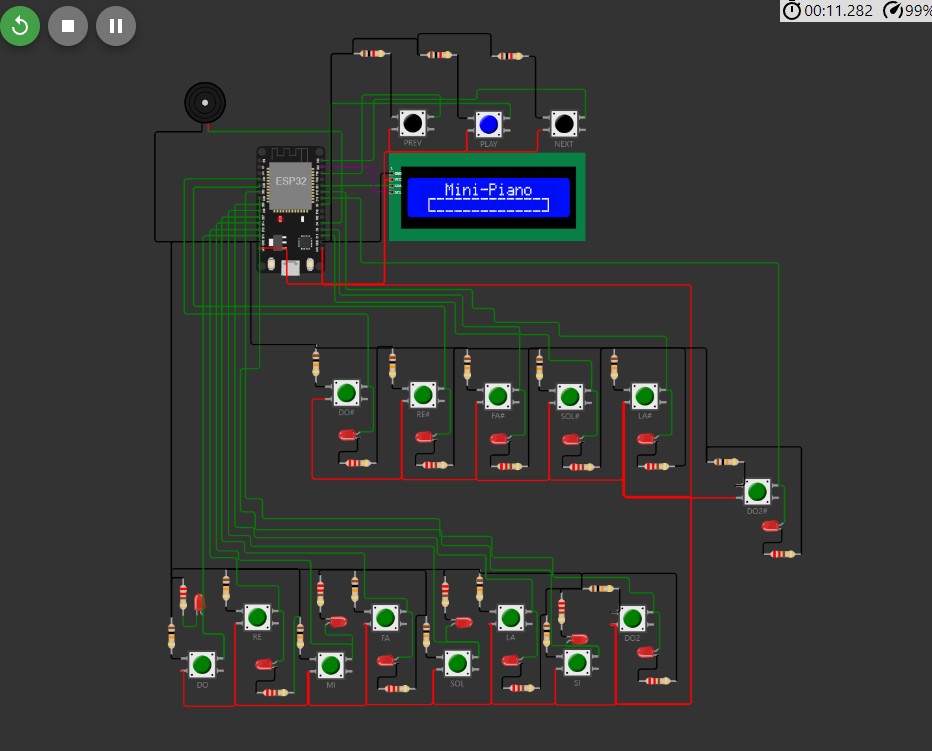 00:11.282 99%
PREV PLAY NEXT
ESP32
Mini-Piano
DO# RE# FA# SOL# LA#
DO2#
RE FA LA DO2
DO MI SOL SI